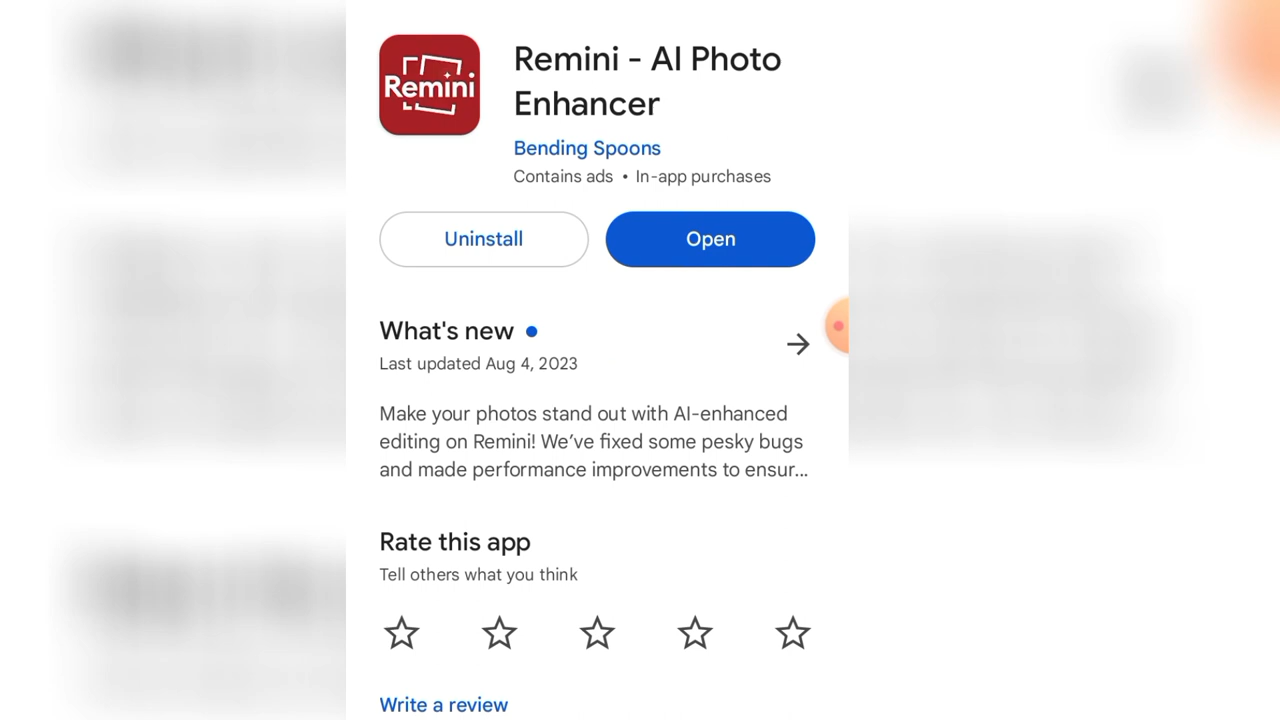 Remini
Remini - AI Photo
Enhancer
Bending Spoons
Contains ads • In-app purchases
Uninstall
Open
What's new
Last updated Aug 4, 2023
Make your photos stand out with AI-enhanced
editing on Remini! We’ve fixed some pesky bugs
and made performance improvements to ensur...
Rate this app
Tell others what you think
Write a review